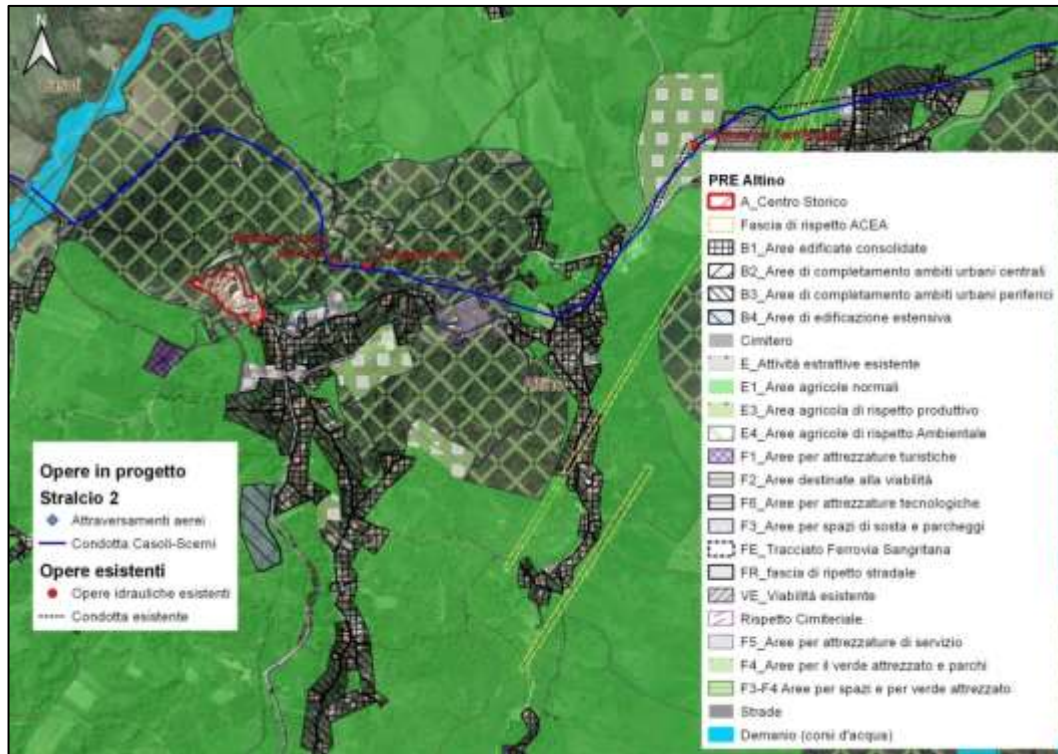 N
PRE Altino
A_Centro Storico
Fascia di rispetto ACEA
B1_Aree edificate consolidate
B2_Aree di completamento ambiti urbani centrali
B3_Aree di completamento ambiti urbani periferici
B4_Aree di edificazione estensiva
Cimitero
E_Attività estrattive esistente
E1_Aree agricole normali
E3_Area agricola di rispetto produttivo
E4_Aree agricole di rispetto Ambientale
F1_Aree per attrezzature turistiche
F2_Aree destinate alla viabilità
F6_Aree per attrezzature tecnologiche
F3_Aree per spazi di sosta e parcheggi
FE_Tracciato Ferrovia Sangritana
FR_fascia di ripetto stradale
VE_Viabilità esistente
Rispetto Cimiteriale
F5_Aree per attrezzature di servizio
F4_Aree per il verde attrezzato e parchi
F3-F4 Aree per spazi e per verde attrezzato
Strade
Demanio (corsi d'acqua)
Altino
Opere in progetto
Stralcio 2
Attraversamenti aerei
Condotta Casoli-Scerni
Opere esistenti
Opere idrauliche esistenti
Condotta esistente